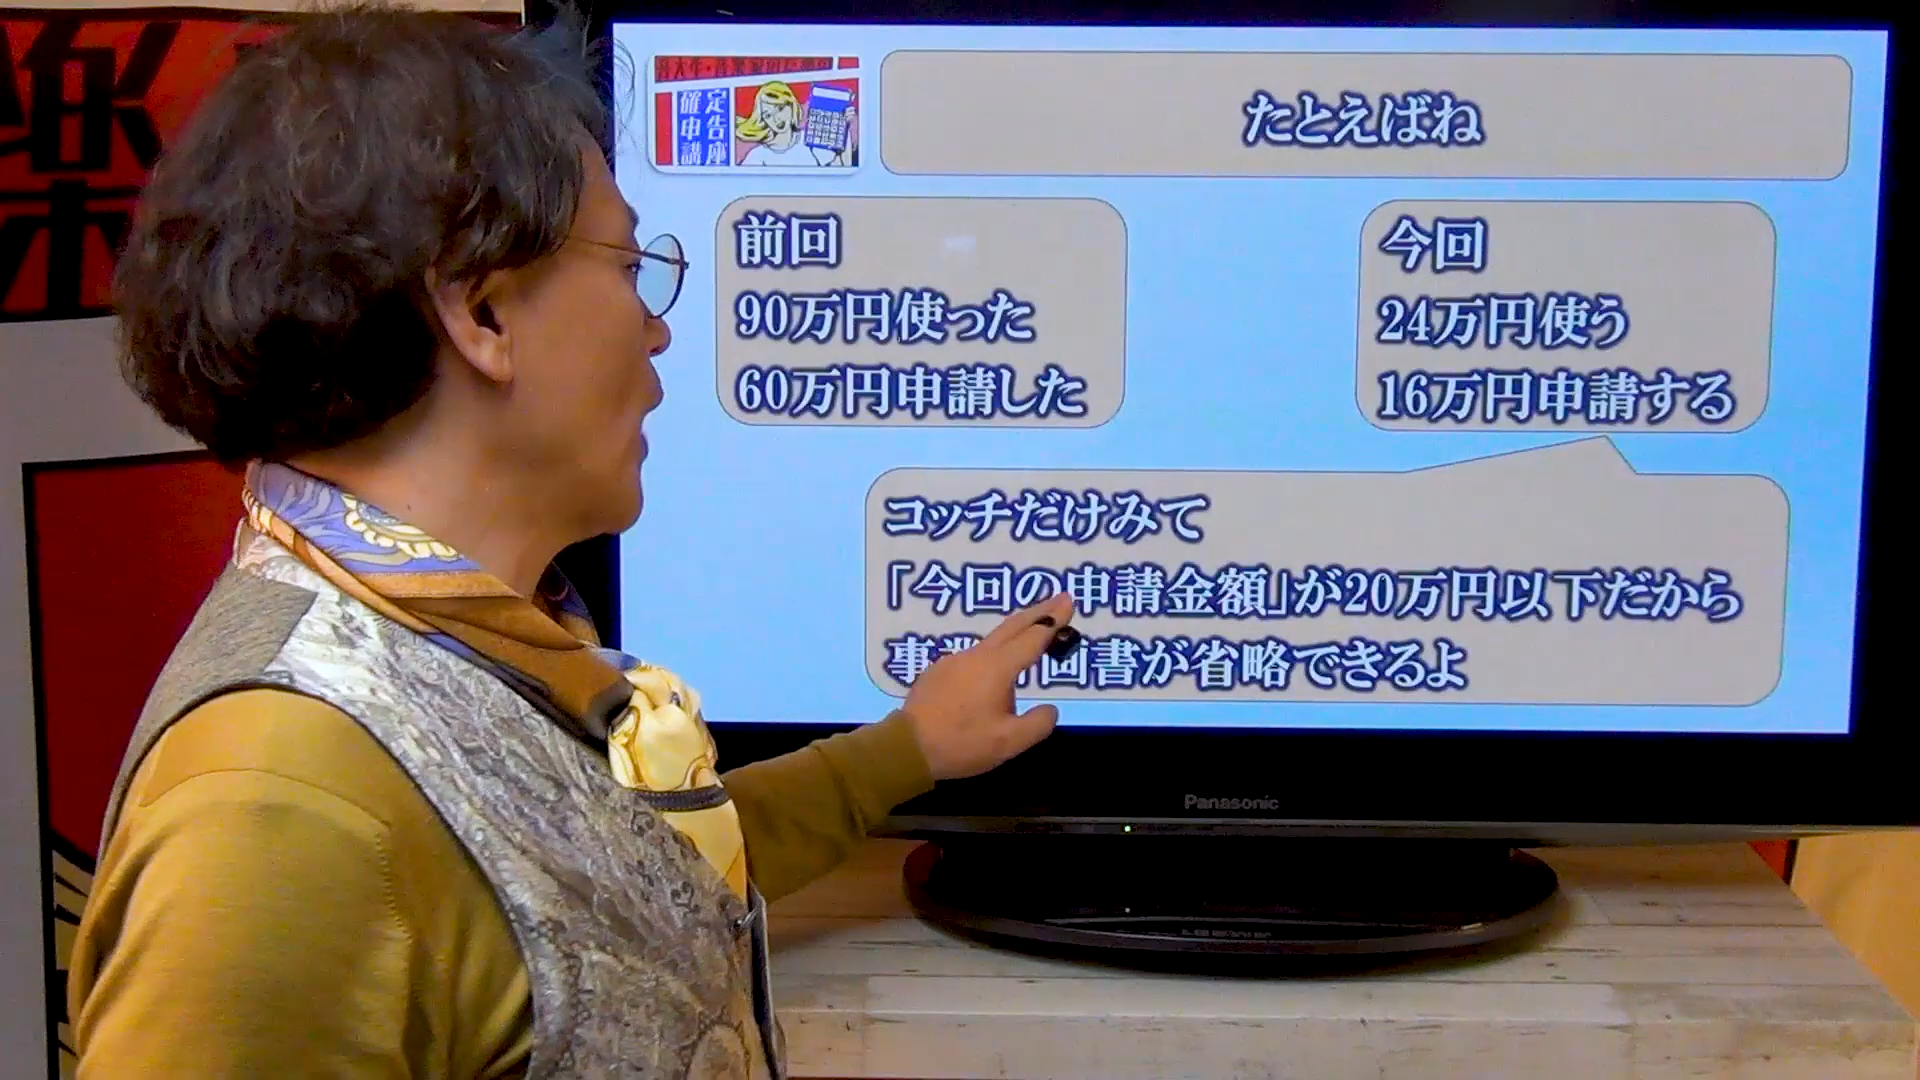 確定
申告
講座
たとえばね
前回
90万円使った
60万円申請した
今回
24万円使う
16万円申請する
コッチだけみて
「今回の申請金額」が20万円以下だから
事業計画書が省略できるよ
Panasonic